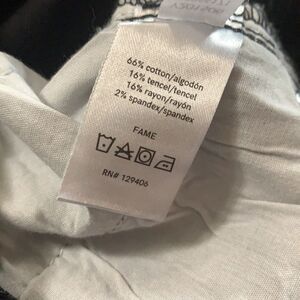 66% cotton/algodón
16% tencel/tencel
16% rayon/rayón
2% spandex/spandex
FAME
RN# 129406